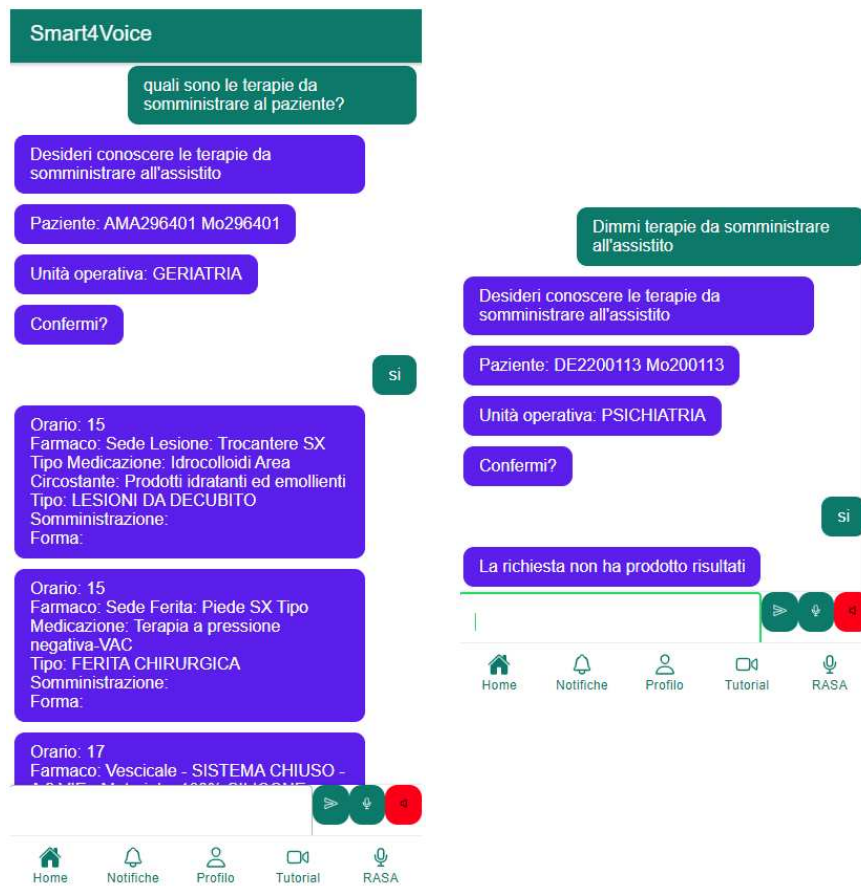 Smart4Voice
quali sono le terapie da
somministrare al paziente?
Desideri conoscere le terapie da
somministrare all'assistito
Paziente: AMA296401 Mo296401
Unità operativa: GERIATRIA
Confermi?
si
Orario: 15
Farmaco: Sede Lesione: Trocantere SX
Tipo Medicazione: Idrocolloidi Area
Circostante: Prodotti idratanti ed emollienti
Tipo: LESIONI DA DECUBITO
Somministrazione:
Forma:
Orario: 15
Farmaco: Sede Ferita: Piede SX Tipo
Medicazione: Terapia a pressione
negativa-VAC
Tipo: FERITA CHIRURGICA
Somministrazione:
Forma:
Orario: 17
Farmaco: Vescicale - SISTEMA CHIUSO -
Home Notifiche Profilo Tutorial RASA
Dimmi terapie da somministrare
all'assistito
Desideri conoscere le terapie da
somministrare all'assistito
Paziente: DE2200113 Mo200113
Unità operativa: PSICHIATRIA
Confermi?
si
La richiesta non ha prodotto risultati
Home Notifiche Profilo Tutorial RASA